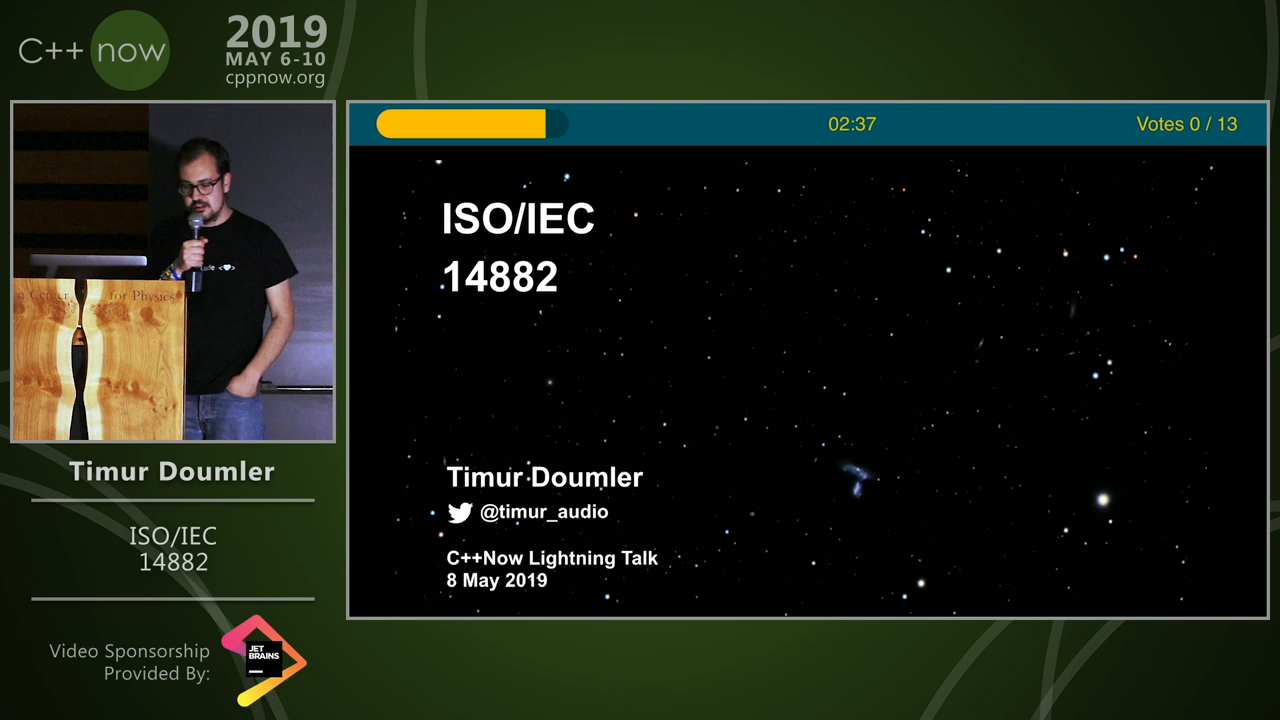 C++ now
2019
MAY 6-10
cppnow.org
02:37
Votes 0 / 13
ISO/IEC
14882
for Physics
Timur Doumler
@timur_audio
C++Now Lightning Talk
8 May 2019
Timur Doumler
ISO/IEC
14882
Video Sponsorship
Provided By:
JET
BRAINS